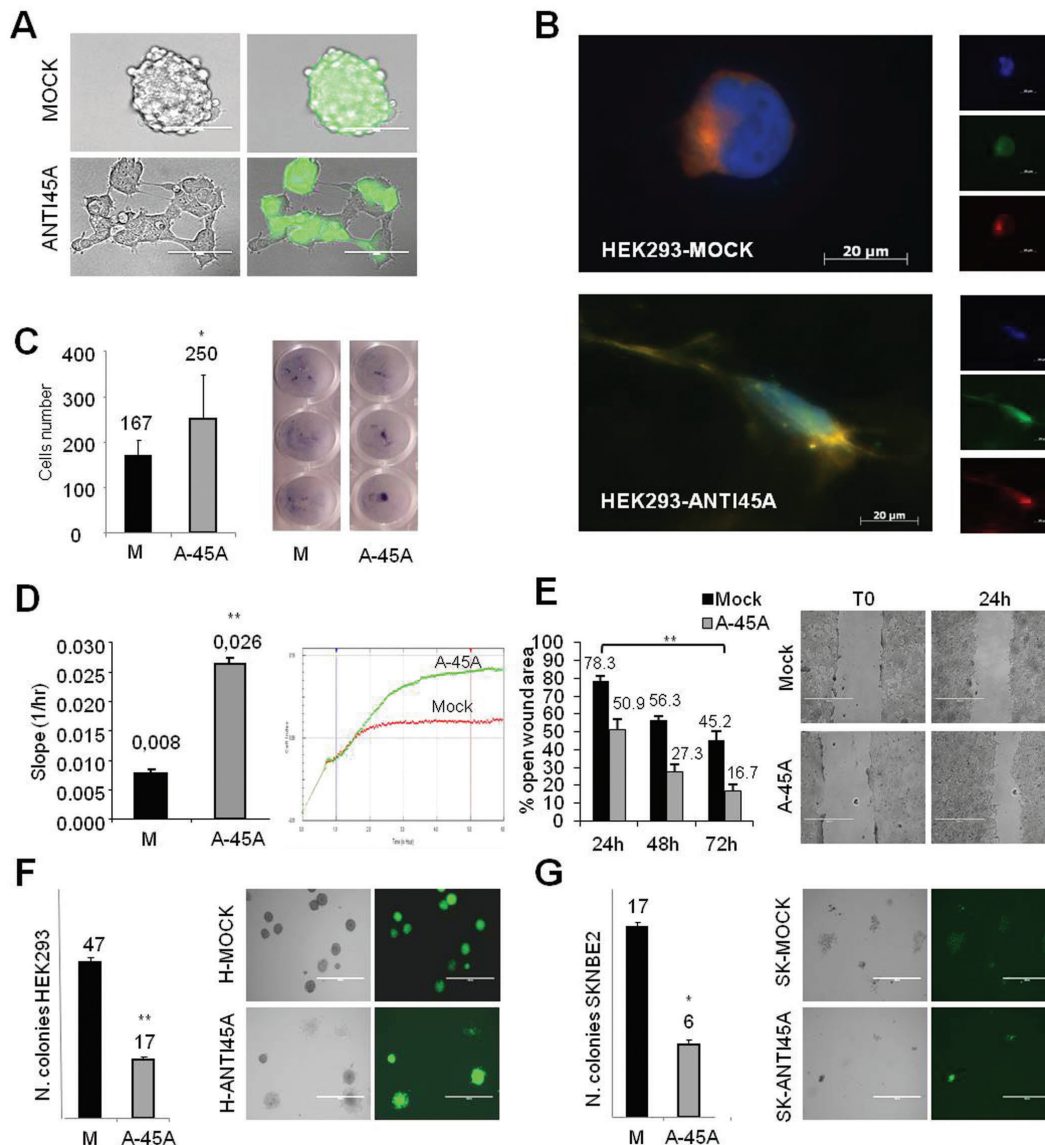 A
MOCK
ANTI45A
B
HEK293-MOCK
20 µm
HEK293-ANTI45A
20 µm
C
Cells number
400
300
200
100
0
167
*
250
M
A-45A
M
A-45A
D
Slope (1/hr)
0.030
0.025
0.020
0.015
0.010
0.005
0.000
0,008
**
0,026
M
A-45A
A-45A
Mock
Time (in Hour)
E
Mock
A-45A
% open wound area
100
90
80
70
60
50
40
30
20
10
0
**
78.3
50.9
56.3
27.3
45.2
16.7
24h
48h
72h
T0
24h
Mock
A-45A
F
N. colonies HEK293
47
**
17
M
A-45A
H-MOCK
H-ANTI45A
G
N. colonies SKNBE2
17
*
6
M
A-45A
SK-MOCK
SK-ANTI45A